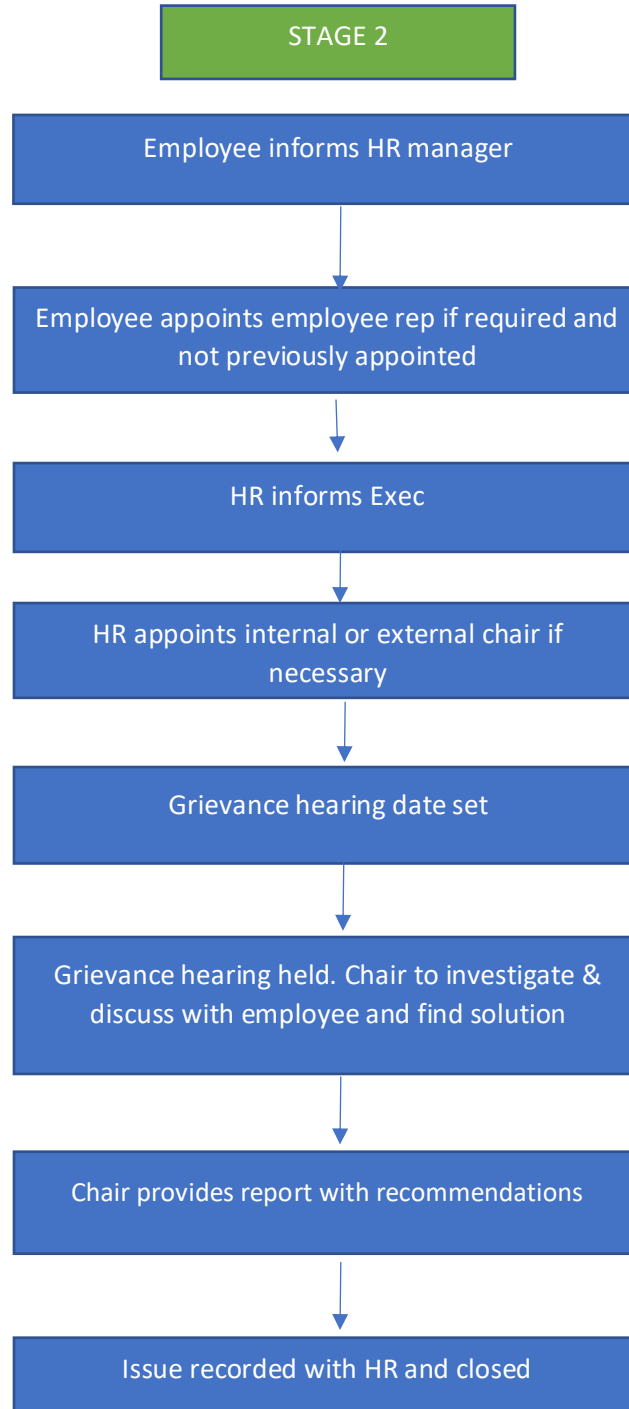 STAGE 2
Employee informs HR manager
Employee appoints employee rep if required and
not previously appointed
HR informs Exec
HR appoints internal or external chair if
necessary
Grievance hearing date set
Grievance hearing held. Chair to investigate &
discuss with employee and find solution
Chair provides report with recommendations
Issue recorded with HR and closed